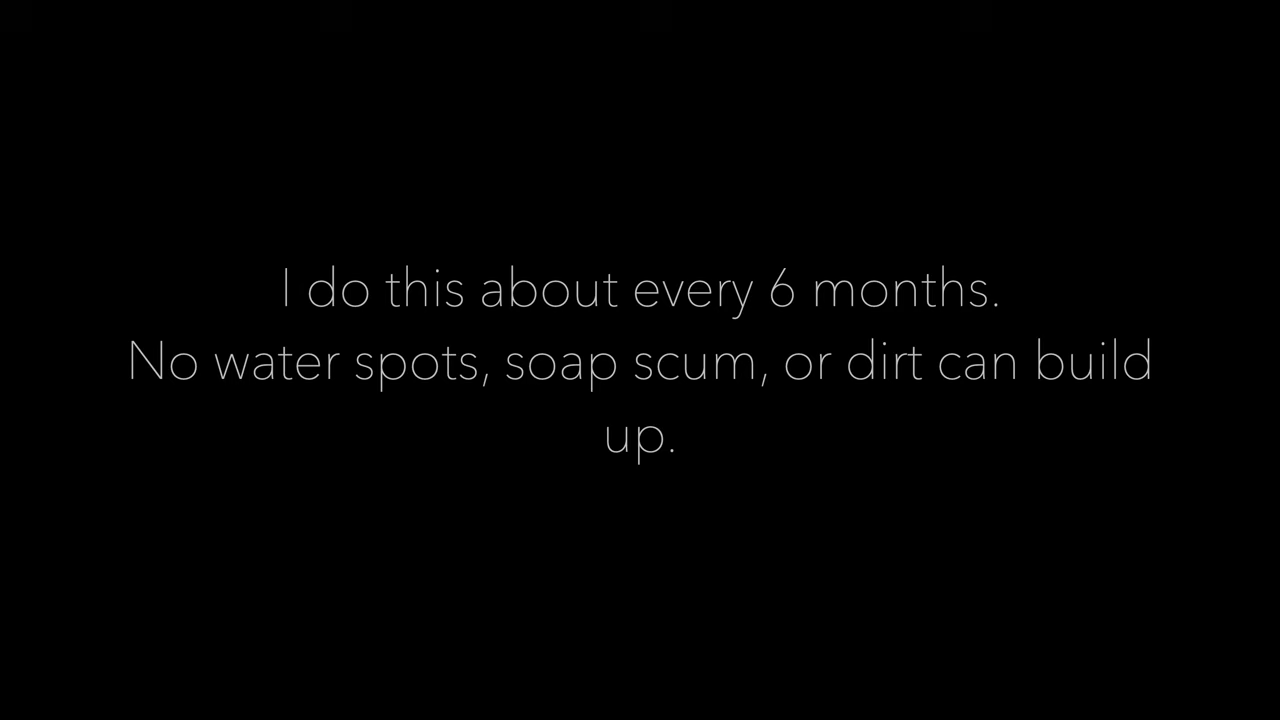 I do this about every 6 months.
No water spots, soap scum, or dirt can build
up.